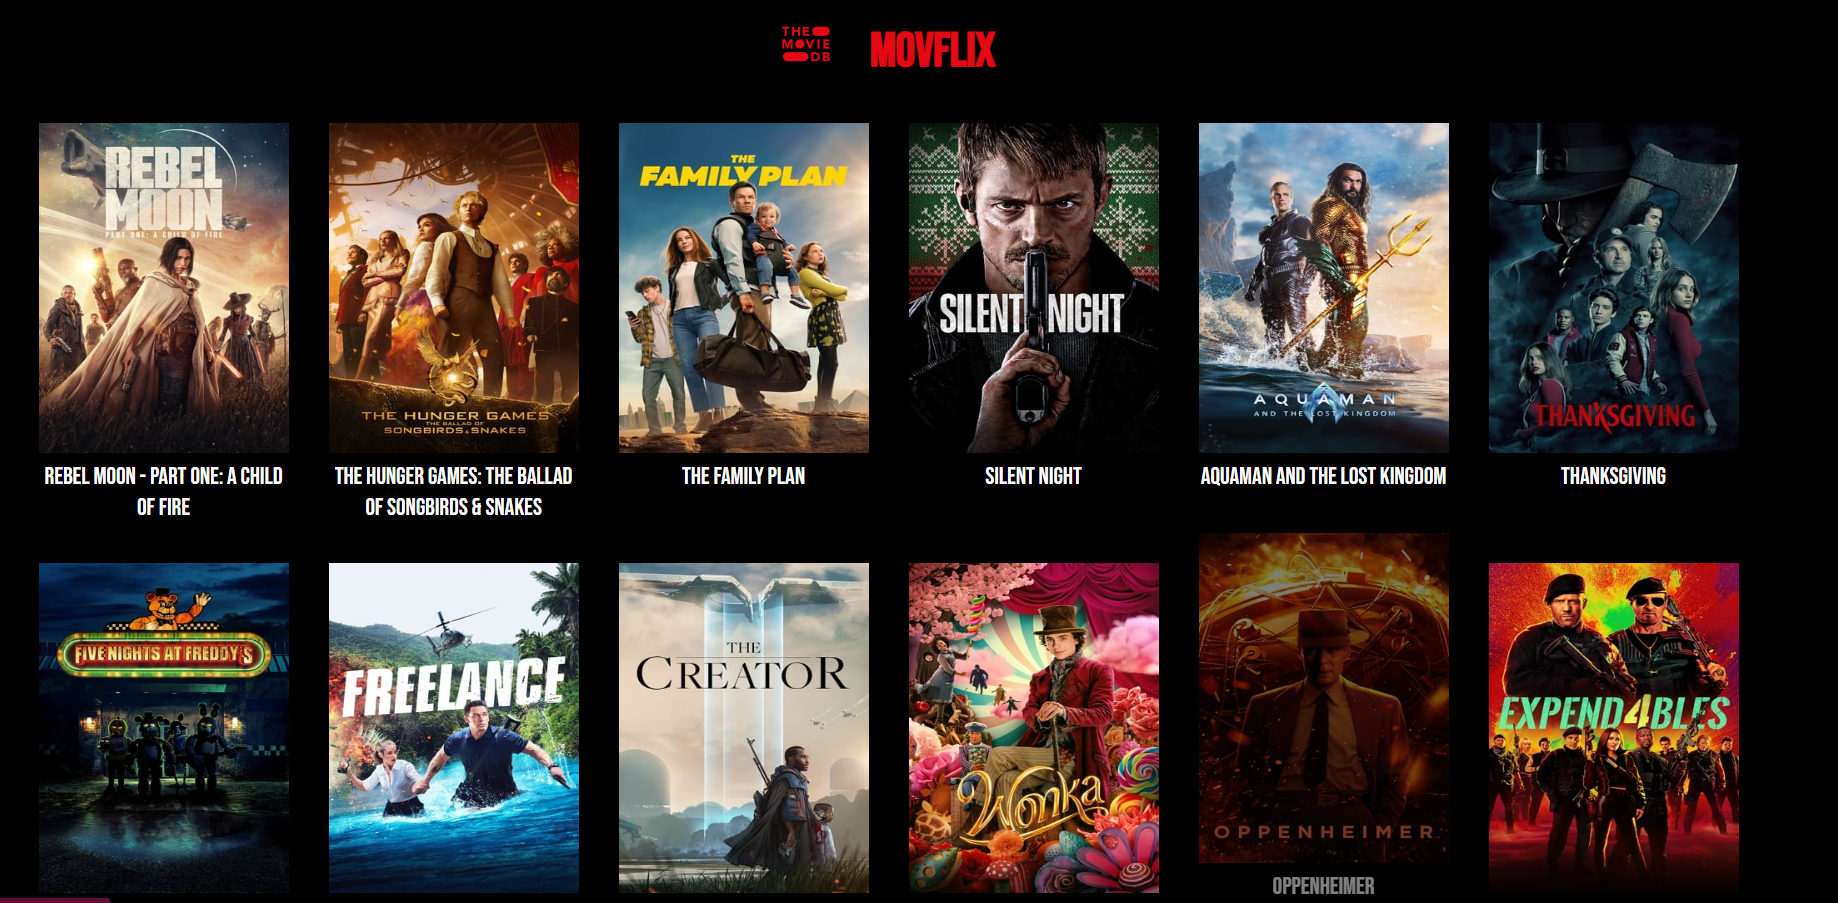 THE
MOVIE
DB
MOVFLIX
REBEL
MOON
PART ONE: A CHILD OF FIRE
THE HUNGER GAMES
THE BALLAD OF
SONGBIRDS & SNAKES
THE
FAMILY PLAN
SILENT NIGHT
AQUAMAN
AND THE LOST KINGDOM
THANKSGIVING
REBEL MOON - PART ONE: A CHILD
OF FIRE
THE HUNGER GAMES: THE BALLAD
OF SONGBIRDS & SNAKES
THE FAMILY PLAN
SILENT NIGHT
AQUAMAN AND THE LOST KINGDOM
THANKSGIVING
FIVE NIGHTS AT FREDDY'S
FREELANCE
THE
CREATOR
Wonka
OPPENHEIMER
EXPEND4BLES
OPPENHEIMER